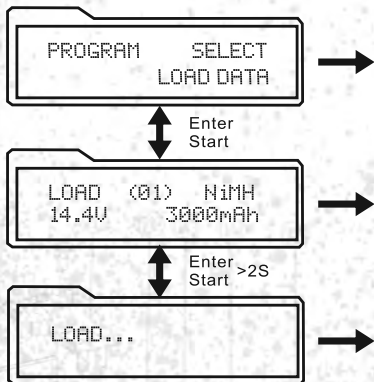 PROGRAM SELECT
LOAD DATA
Enter
Start
LOAD (01) NiMH
14.4V 3000mAh
Enter
Start >2S
LOAD...